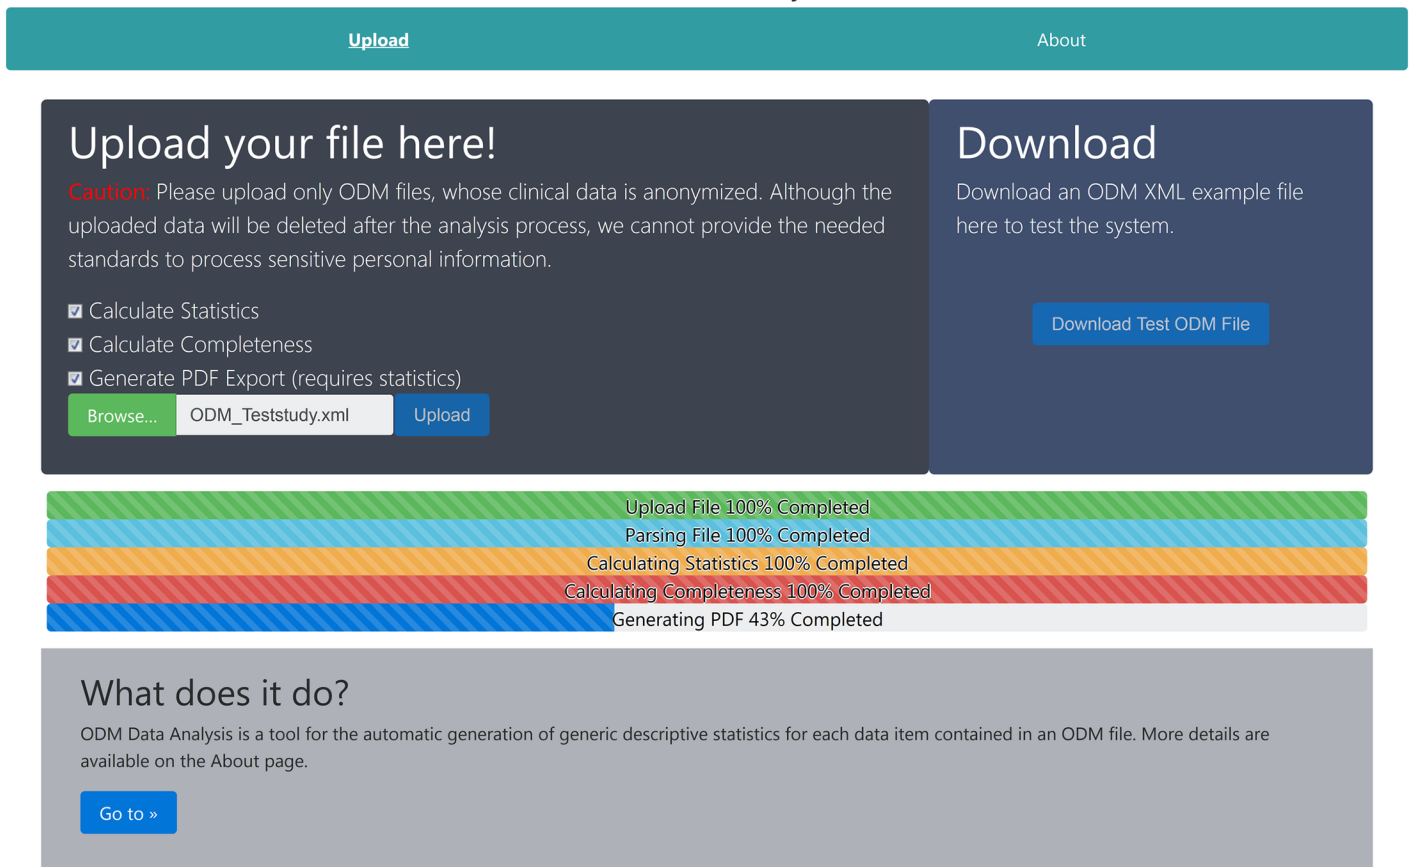 Upload
About
Upload your file here!
Caution: Please upload only ODM files, whose clinical data is anonymized. Although the
uploaded data will be deleted after the analysis process, we cannot provide the needed
standards to process sensitive personal information.
Calculate Statistics
Calculate Completeness
Generate PDF Export (requires statistics)
Browse... ODM_Teststudy.xml Upload
Download
Download an ODM XML example file
here to test the system.
Download Test ODM File
Upload File 100% Completed
Parsing File 100% Completed
Calculating Statistics 100% Completed
Calculating Completeness 100% Completed
Generating PDF 43% Completed
What does it do?
ODM Data Analysis is a tool for the automatic generation of generic descriptive statistics for each data item contained in an ODM file. More details are
available on the About page.
Go to »